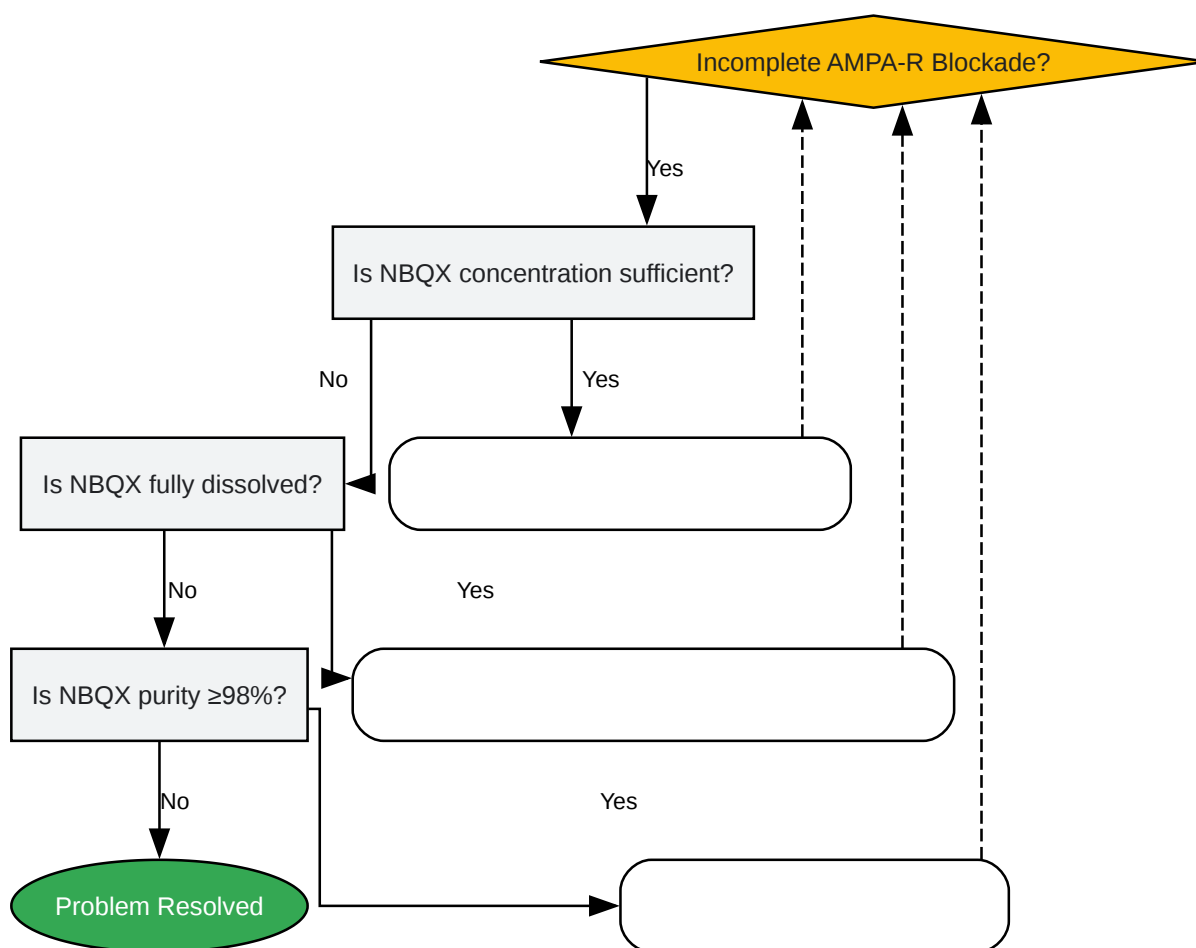 Incomplete AMPA-R Blockade?
Yes
Is NBQX concentration sufficient?
No
Yes
Is NBQX fully dissolved?
No
Yes
Is NBQX purity ≥98%?
No
Yes
Problem Resolved